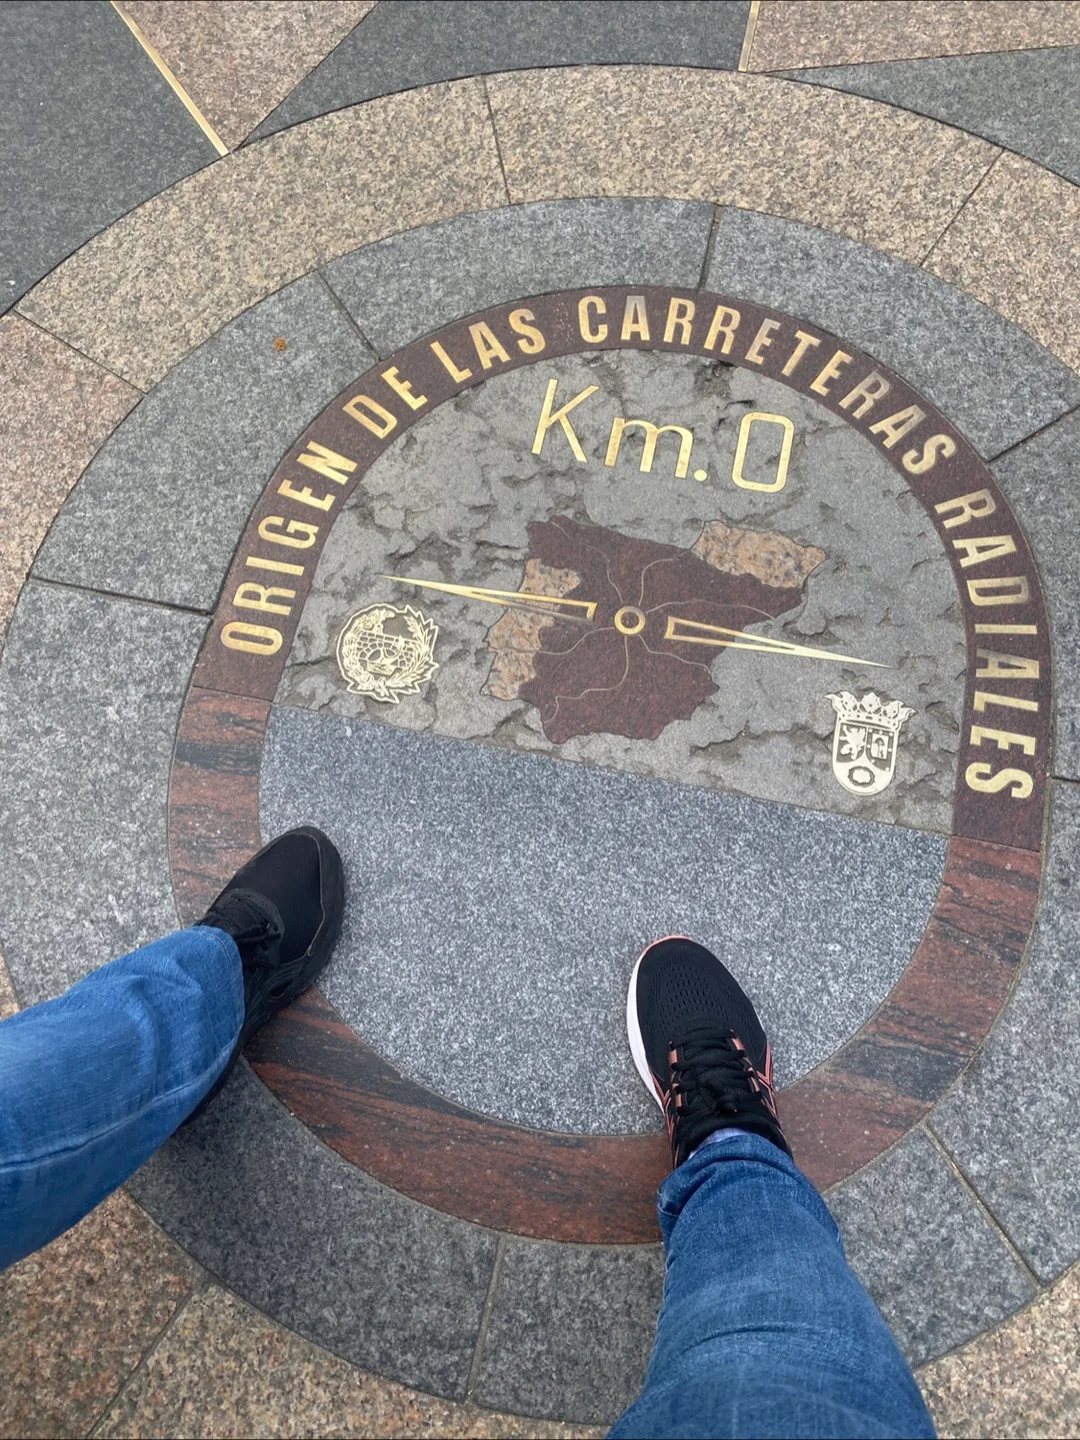 ORIGEN DE LAS CARRETERAS RADIALES
Km. 0